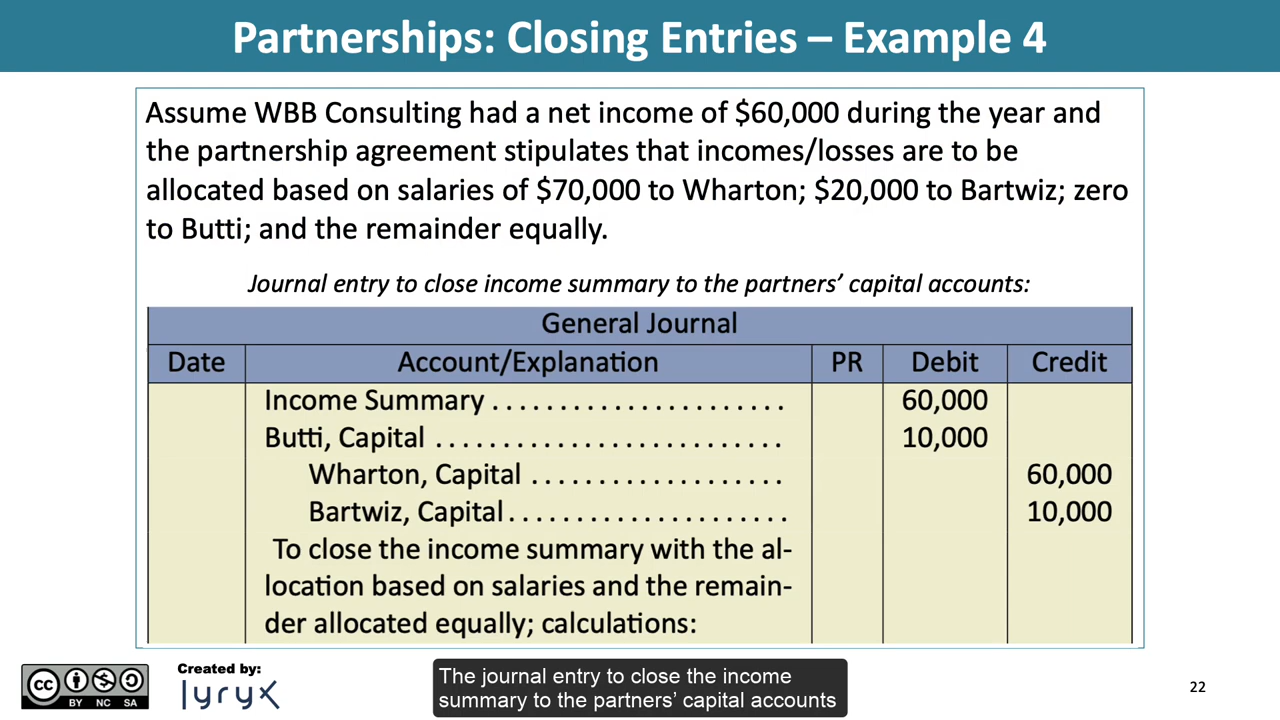 Partnerships: Closing Entries – Example 4
Assume WBB Consulting had a net income of $60,000 during the year and
the partnership agreement stipulates that incomes/losses are to be
allocated based on salaries of $70,000 to Wharton; $20,000 to Bartwiz; zero
to Butti; and the remainder equally.
Journal entry to close income summary to the partners’ capital accounts:
General Journal
Date Account/Explanation PR Debit Credit
Income Summary . . . . . . . . . . . . . . . . . . . . . . 60,000
Butti, Capital . . . . . . . . . . . . . . . . . . . . . . . . . . 10,000
Wharton, Capital . . . . . . . . . . . . . . . . . . . 60,000
Bartwiz, Capital . . . . . . . . . . . . . . . . . . . . . 10,000
To close the income summary with the al-
location based on salaries and the remain-
der allocated equally; calculations:
cc BY NC SA
Created by:
lyryx
The journal entry to close the income
summary to the partners’ capital accounts
22